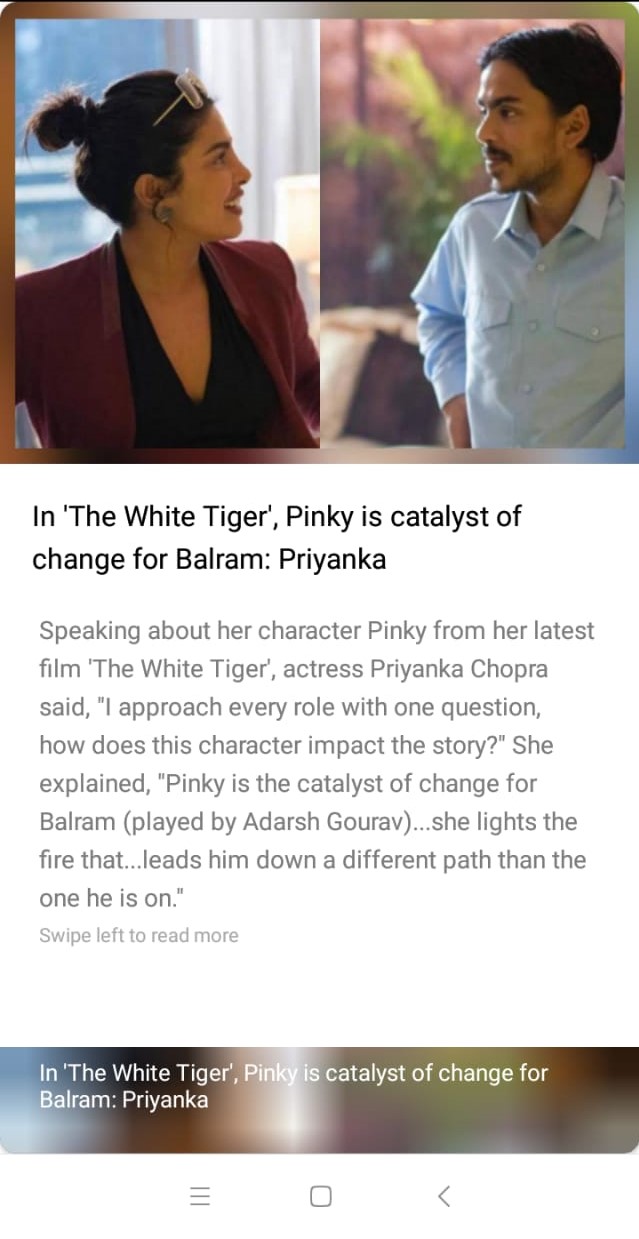 In 'The White Tiger', Pinky is catalyst of
change for Balram: Priyanka
Speaking about her character Pinky from her latest
film 'The White Tiger', actress Priyanka Chopra
said, "I approach every role with one question,
how does this character impact the story?" She
explained, "Pinky is the catalyst of change for
Balram (played by Adarsh Gourav)...she lights the
fire that...leads him down a different path than the
one he is on."
Swipe left to read more
In 'The White Tiger', Pinky is catalyst of change for
Balram: Priyanka